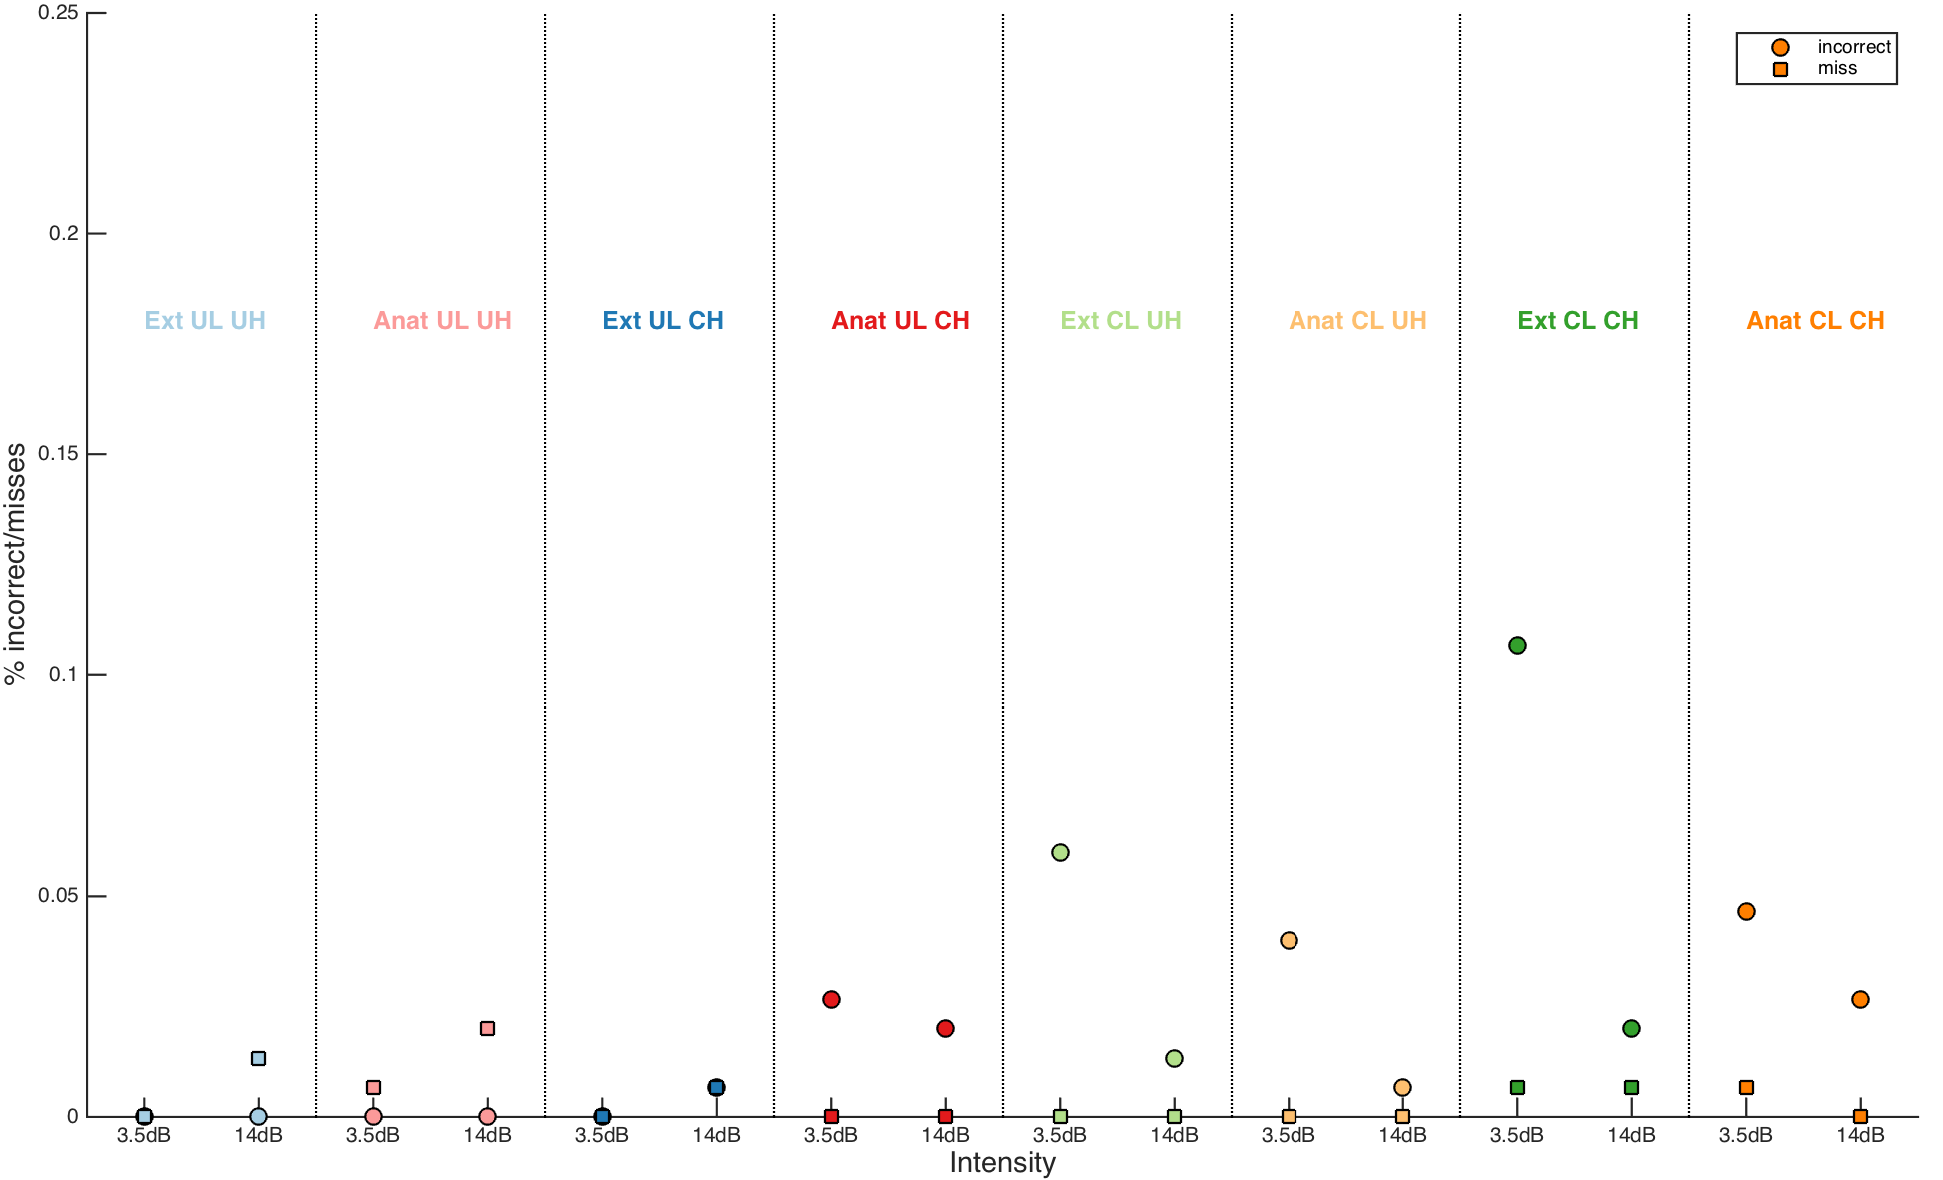 0.25
incorrect
miss
0.2
Ext UL UH
Anat UL UH
Ext UL CH
Anat UL CH
Ext CL UH
Anat CL UH
Ext CL CH
Anat CL CH
0.15
% incorrect/misses
0.1
0.05
0
3.5dB 14dB 3.5dB 14dB 3.5dB 14dB 3.5dB 14dB 3.5dB 14dB 3.5dB 14dB 3.5dB 14dB 3.5dB 14dB
Intensity